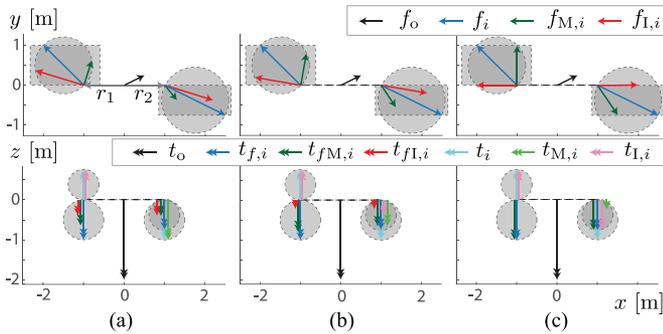 y [m]
f_o f_i f_{M,i} f_{I,i}
1
0
-1
r_1 r_2
z [m]
t_o t_{f,i} t_{fM,i} t_{fI,i} t_i t_{M,i} t_{I,i}
0
-1
-2
-2 0 2 -2 0 2 -2 0 x [m]
(a) (b) (c)